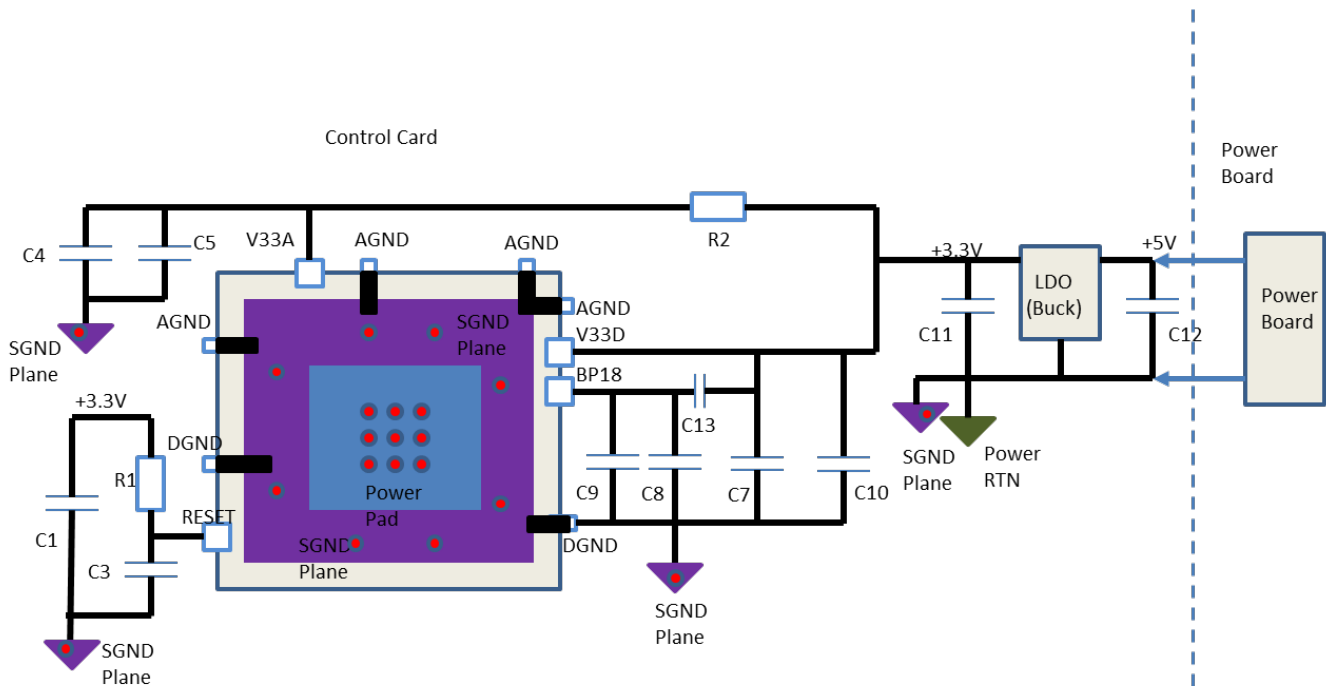 Control Card
Power
Board
C4
C5
V33A
AGND
AGND
R2
+3.3V
+5V
LDO
(Buck)
Power
Board
AGND
SGND
Plane
AGND
SGND
Plane
V33D
C11
C12
BP18
+3.3V
C13
DGND
SGND
Plane
Power
RTN
R1
Power
Pad
C9
C8
C7
C10
RESET
C1
C3
SGND
Plane
DGND
SGND
Plane
SGND
Plane